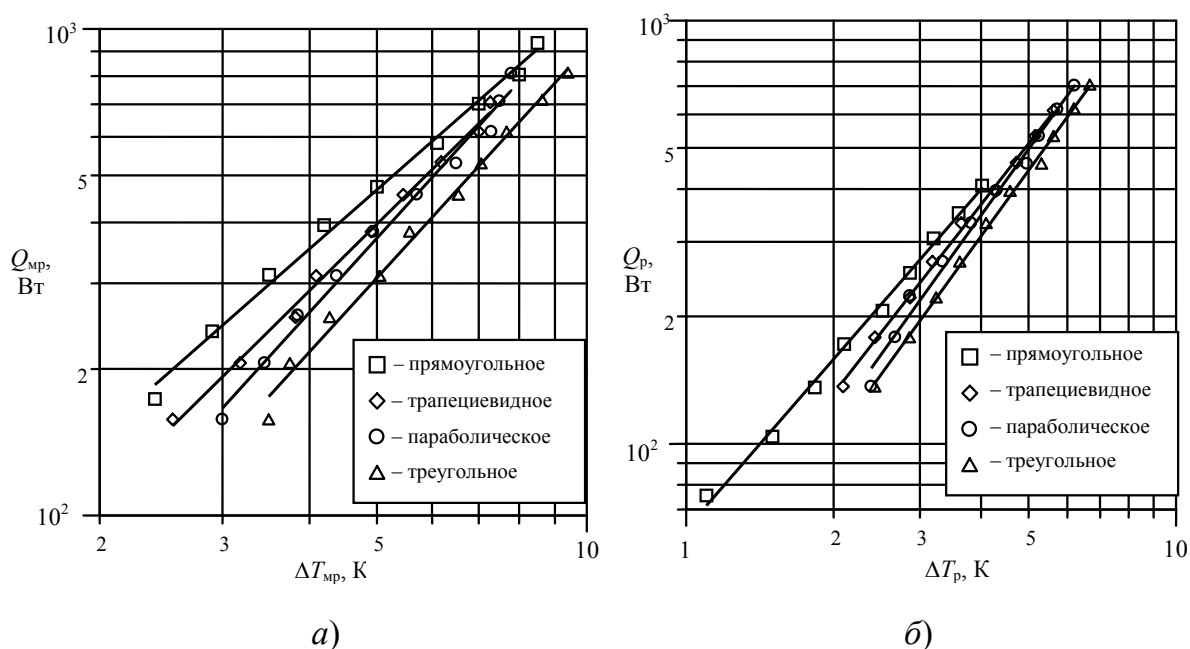 10³
5
Q_мр,
Вт
2
10²
2
3
5
10
ΔT_мр, К
□ – прямоугольное
◇ – трапециевидное
○ – параболическое
△ – треугольное
а)
10³
5
Q_р,
Вт
2
10²
1
2
3
5
10
ΔT_р, К
□ – прямоугольное
◇ – трапециевидное
○ – параболическое
△ – треугольное
б)